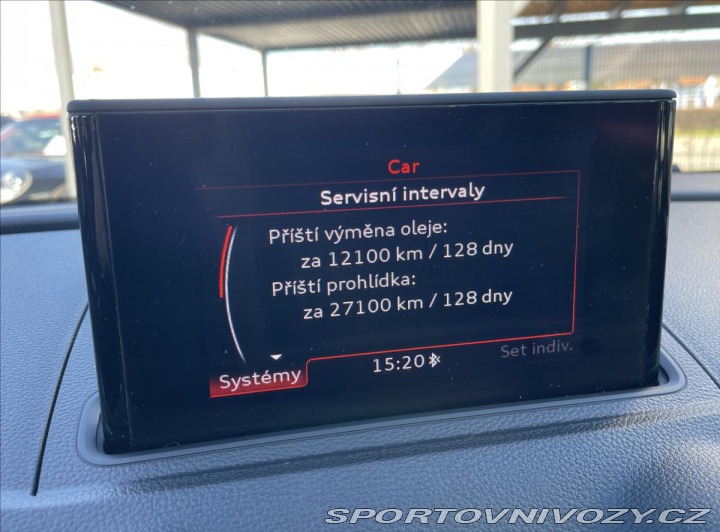 Car
Servisní intervaly
Příští výměna oleje:
za 12100 km / 128 dny
Příští prohlídka:
za 27100 km / 128 dny
Systémy
15:20
Set indiv.
SPORTOVNIVOZY.CZ